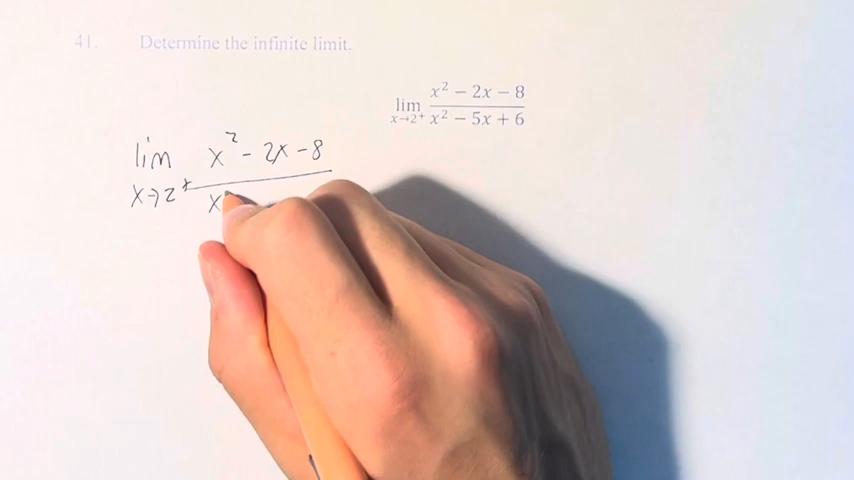 41. Determine the infinite limit.
lim x→2⁺ (x² − 2x − 8)/(x² − 5x + 6)
lim x² - 2x - 8
x→2⁺ x